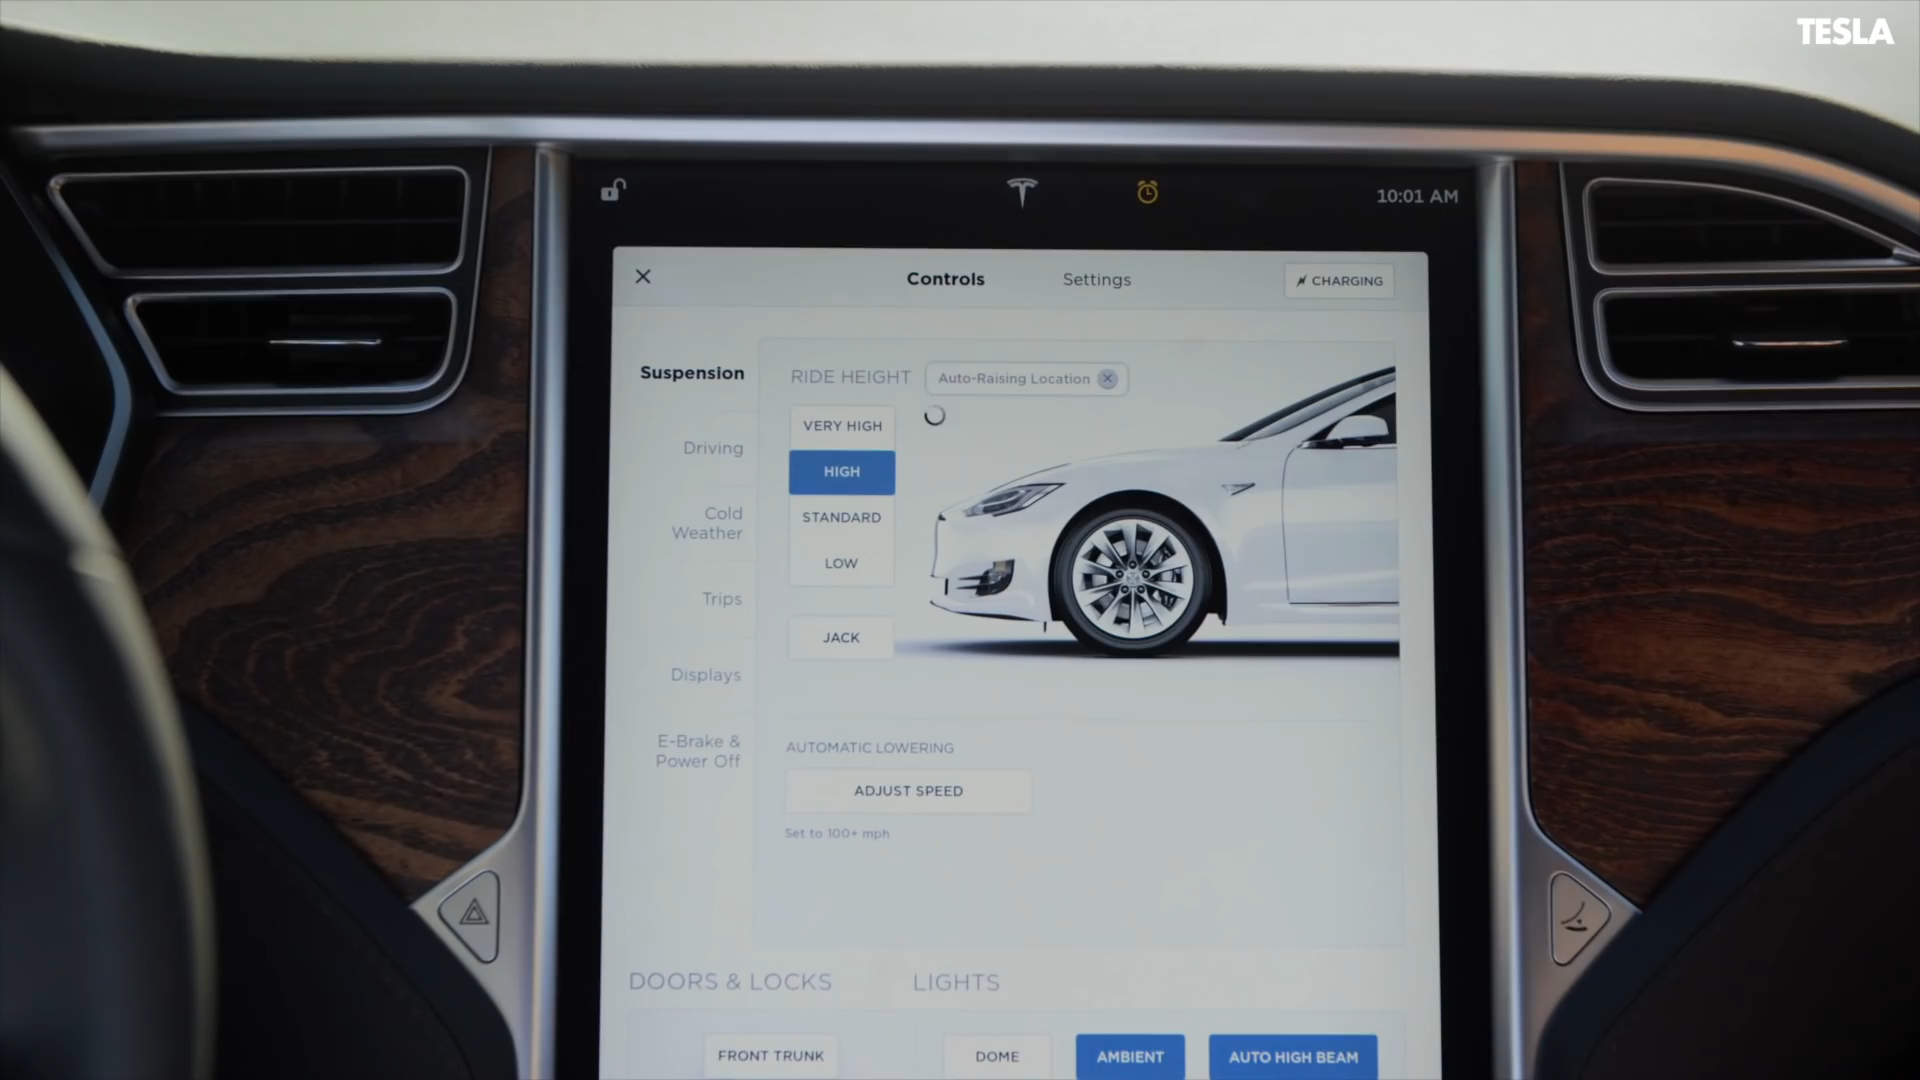 TESLA
10:01 AM
Controls
Settings
CHARGING
Suspension
Driving
Cold
Weather
Trips
Displays
E-Brake &
Power Off
RIDE HEIGHT
Auto-Raising Location
VERY HIGH
HIGH
STANDARD
LOW
JACK
AUTOMATIC LOWERING
ADJUST SPEED
Set to 100+ mph
DOORS & LOCKS
LIGHTS
FRONT TRUNK
DOME
AMBIENT
AUTO HIGH BEAM